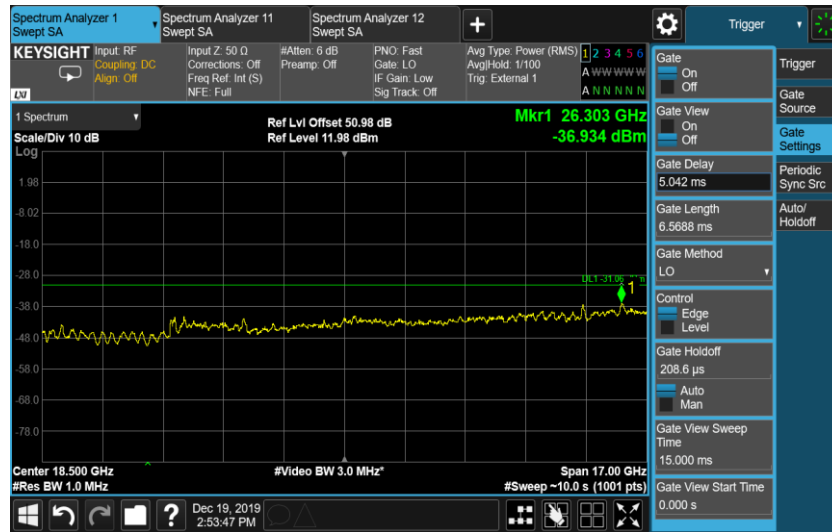 Spectrum Analyzer 1
Swept SA
Spectrum Analyzer 11
Swept SA
Spectrum Analyzer 12
Swept SA
Trigger
KEYSIGHT
LXI
Input: RF
Coupling: DC
Align: Off
Input Z: 50 Ω
Corrections: Off
Freq Ref: Int (S)
NFE: Full
#Atten: 6 dB
Preamp: Off
PNO: Fast
Gate: LO
IF Gain: Low
Sig Track: Off
Avg Type: Power (RMS)
Avg|Hold: 1/100
Trig: External 1
1 2 3 4 5 6
A W W W W W
A N N N N N
1 Spectrum
Scale/Div 10 dB
Log
Ref Lvl Offset 50.98 dB
Ref Level 11.98 dBm
Mkr1 26.303 GHz
-36.934 dBm
1.98
-8.02
-18.0
-28.0
-38.0
-48.0
-58.0
-68.0
-78.0
1
Center 18.500 GHz
#Res BW 1.0 MHz
#Video BW 3.0 MHz*
Span 17.00 GHz
#Sweep ~10.0 s (1001 pts)
Dec 19, 2019
2:53:47 PM
?
Gate
On
Off
Gate View
On
Off
Gate Delay
5.042 ms
Gate Length
6.5688 ms
Gate Method
LO
Control
Edge
Level
Gate Holdoff
208.6 µs
Auto
Man
Gate View Sweep
Time
15.000 ms
Gate View Start Time
0.000 s
Trigger
Gate
Source
Gate
Settings
Periodic
Sync Src
Auto/
Holdoff